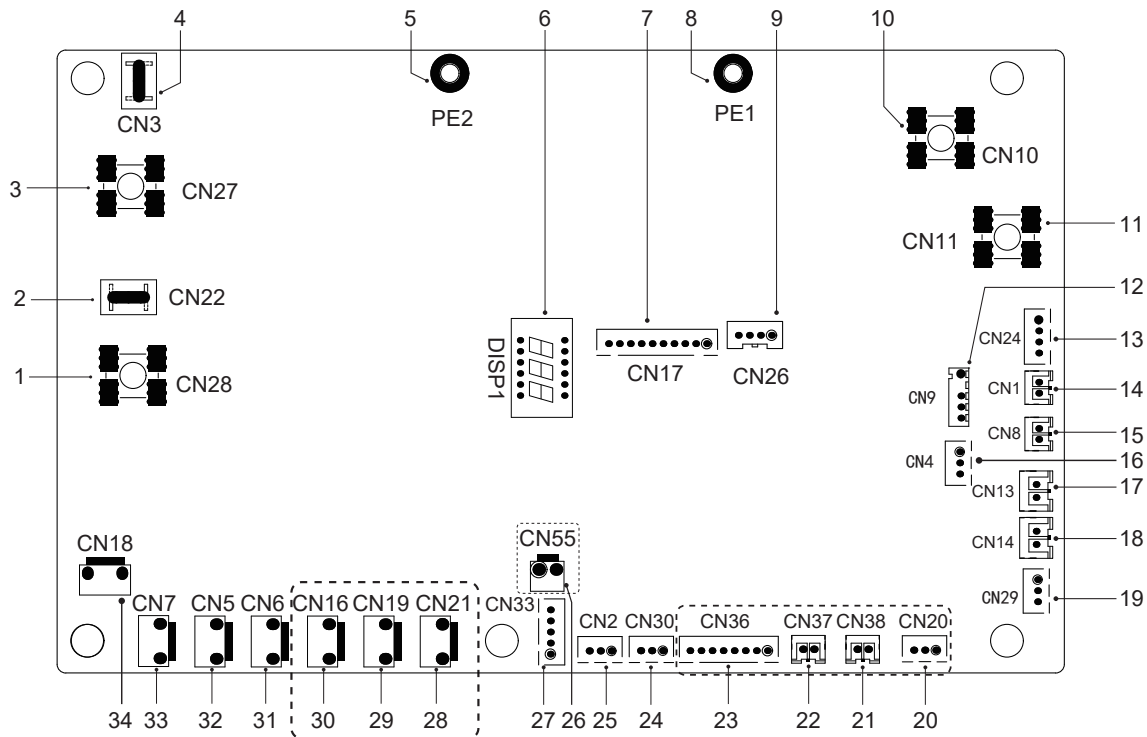 4 5 6 7 8 9 10
CN3 PE2 PE1
CN10
3 CN27
CN11 11
12
2 CN22
CN24 13
DISP1 CN17 CN26
1 CN28 CN9 CN1 14
CN8 15
CN4 16
CN13 17
CN18 CN55 CN14 18
CN7 CN5 CN6 CN16 CN19 CN21 CN33 CN2 CN30 CN36 CN37 CN38 CN20 CN29 19
34 33 32 31 30 29 28 27 26 25 24 23 22 21 20